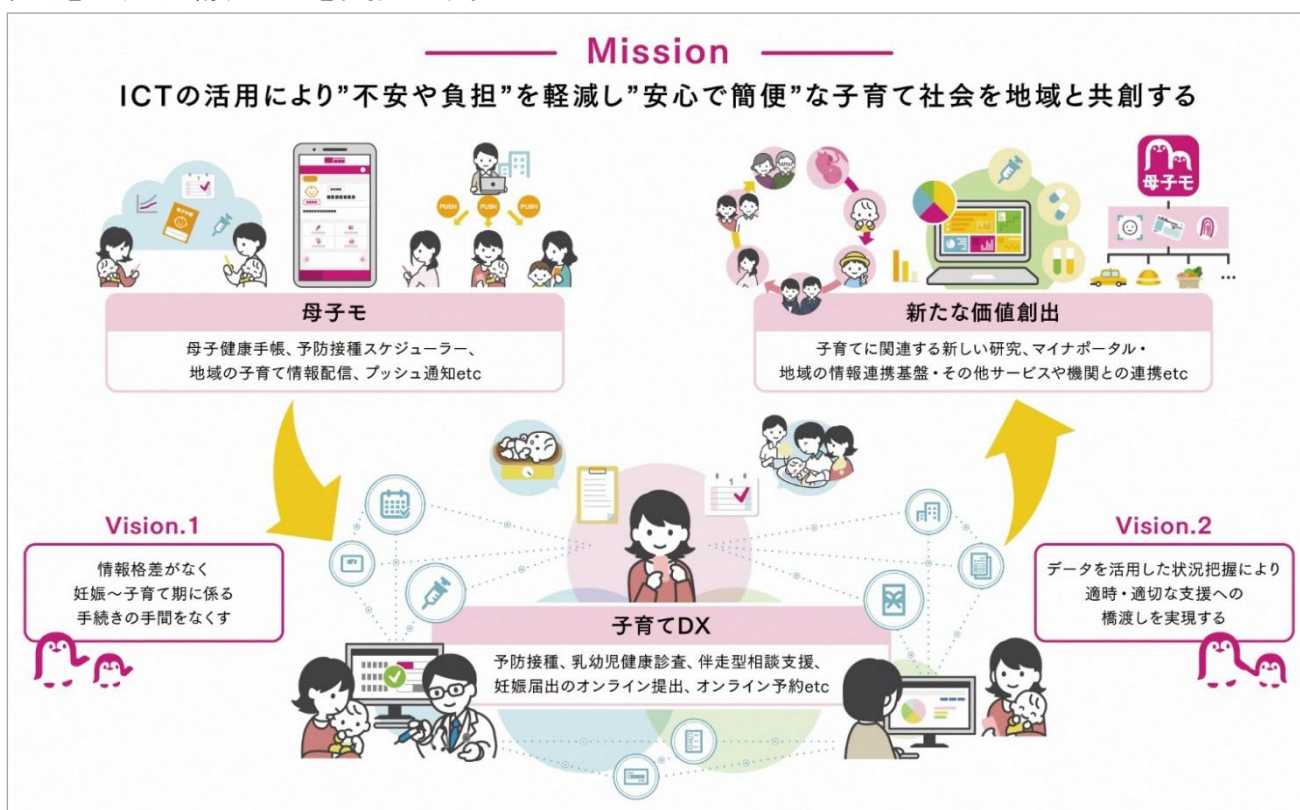 Mission
ICTの活用により”不安や負担”を軽減し”安心で簡便”な子育て社会を地域と共創する
PUSH
PUSH
PUSH
母子モ
母子モ
母子健康手帳、予防接種スケジューラー、
地域の子育て情報配信、プッシュ通知etc
新たな価値創出
子育てに関連する新しい研究、マイナポータル・
地域の情報連携基盤・その他サービスや機関との連携etc
Vision.1
情報格差がなく
妊娠～子育て期に係る
手続きの手間をなくす
Vision.2
データを活用した状況把握により
適時・適切な支援への
橋渡しを実現する
子育てDX
予防接種、乳幼児健康診査、伴走型相談支援、
妊娠届出のオンライン提出、オンライン予約etc